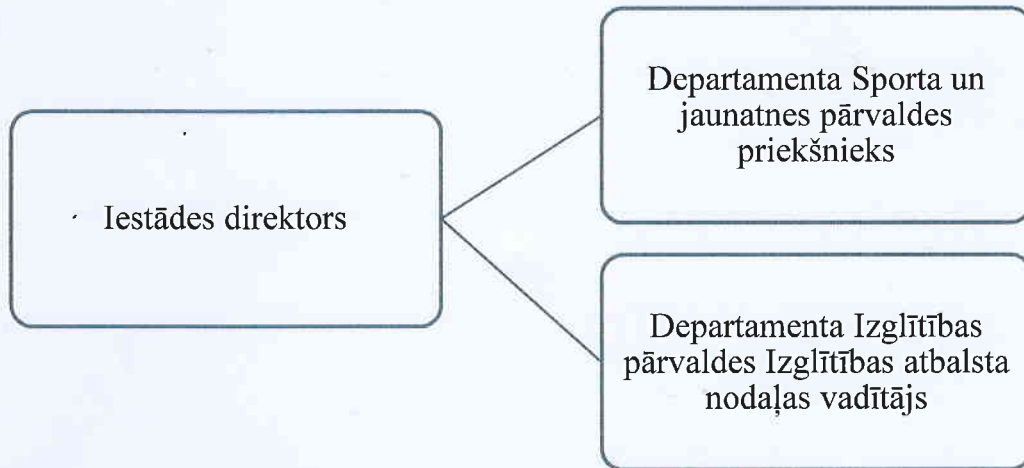 Iestādes direktors
Departamenta Sporta un
jaunatnes pārvaldes
priekšnieks
Departamenta Izglītības
pārvaldes Izglītības atbalsta
nodaļas vadītājs